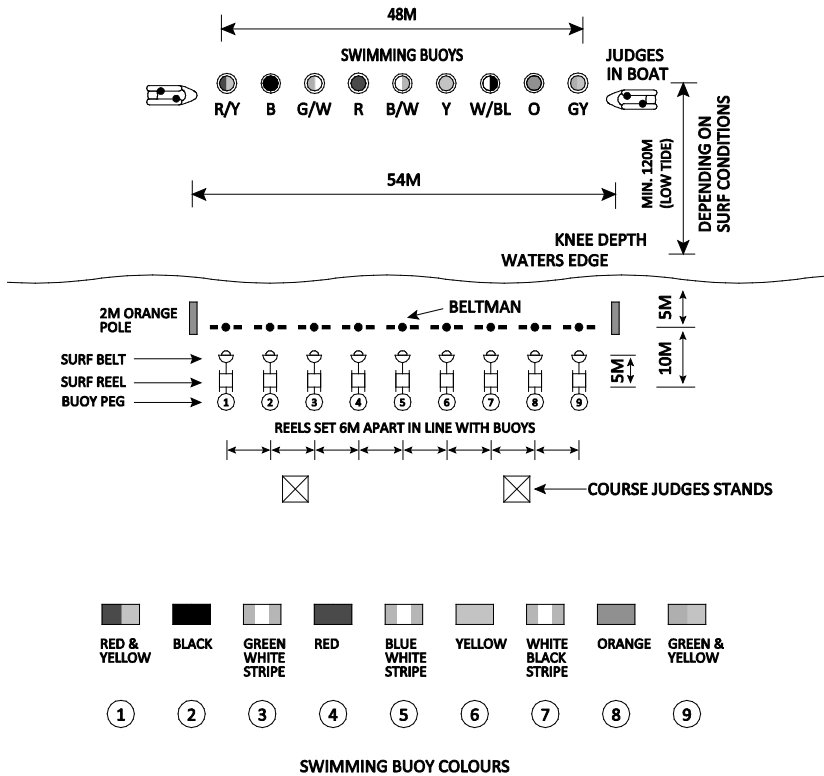 48M
SWIMMING BUOYS
JUDGES
IN BOAT
R/Y B G/W R B/W Y W/BL O GY
MIN. 120M
(LOW TIDE)
DEPENDING ON
SURF CONDITIONS
54M
KNEE DEPTH
WATERS EDGE
2M ORANGE
POLE
BELTMAN
5M
SURF BELT
SURF REEL
BUOY PEG
5M
10M
1 2 3 4 5 6 7 8 9
REELS SET 6M APART IN LINE WITH BUOYS
COURSE JUDGES STANDS
RED &
YELLOW
BLACK
GREEN
WHITE
STRIPE
RED
BLUE
WHITE
STRIPE
YELLOW
WHITE
BLACK
STRIPE
ORANGE
GREEN &
YELLOW
1 2 3 4 5 6 7 8 9
SWIMMING BUOY COLOURS